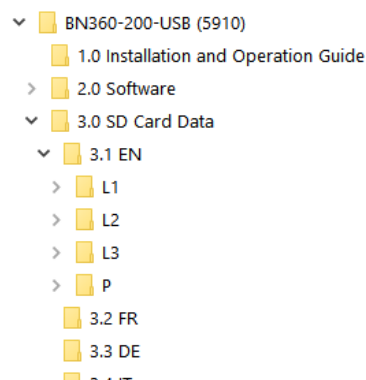 BN360-200-USB (5910)
1.0 Installation and Operation Guide
2.0 Software
3.0 SD Card Data
3.1 EN
L1
L2
L3
P
3.2 FR
3.3 DE